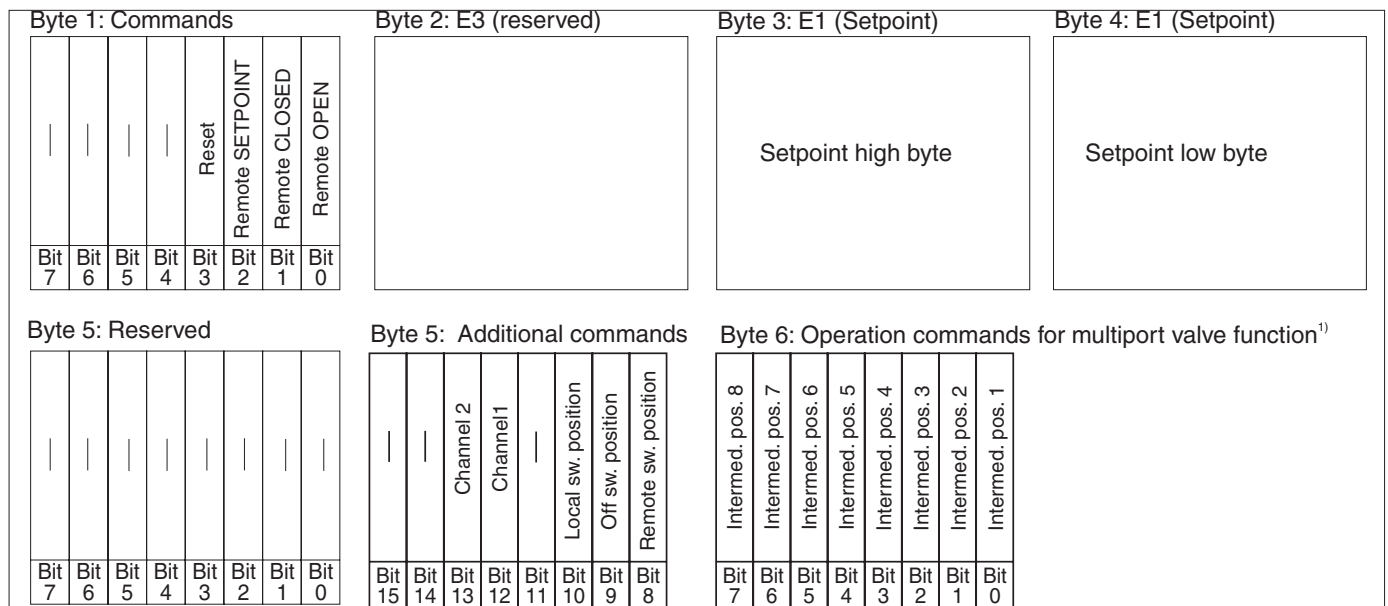 Byte 1: Commands
Byte 2: E3 (reserved)
Byte 3: E1 (Setpoint)
Byte 4: E1 (Setpoint)
— — — — Reset Remote SETPOINT Remote CLOSED Remote OPEN
Setpoint high byte
Setpoint low byte
Bit 7 Bit 6 Bit 5 Bit 4 Bit 3 Bit 2 Bit 1 Bit 0
Byte 5: Reserved
Byte 5: Additional commands
Byte 6: Operation commands for multiport valve function¹⁾
— — — — — — — —
— — Channel 2 Channel1 — Local sw. position Off sw. position Remote sw. position
Intermed. pos. 8 Intermed. pos. 7 Intermed. pos. 6 Intermed. pos. 5 Intermed. pos. 4 Intermed. pos. 3 Intermed. pos. 2 Intermed. pos. 1
Bit 7 Bit 6 Bit 5 Bit 4 Bit 3 Bit 2 Bit 1 Bit 0
Bit 15 Bit 14 Bit 13 Bit 12 Bit 11 Bit 10 Bit 9 Bit 8
Bit 7 Bit 6 Bit 5 Bit 4 Bit 3 Bit 2 Bit 1 Bit 0